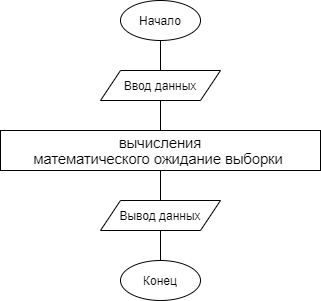 Начало
Ввод данных
вычисления
математического ожидание выборки
Вывод данных
Конец